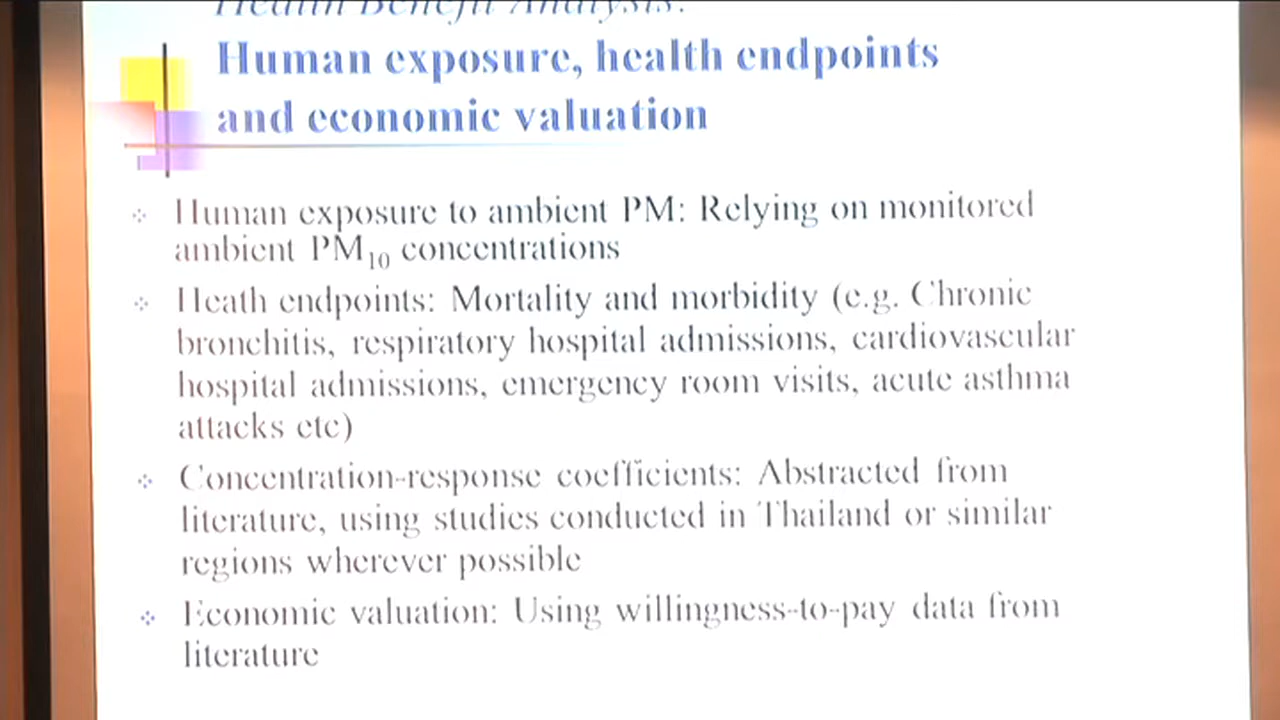 Health Benefit Analysis:
Human exposure, health endpoints
and economic valuation
Human exposure to ambient PM: Relying on monitored
ambient PM10 concentrations
Heath endpoints: Mortality and morbidity (e.g. Chronic
bronchitis, respiratory hospital admissions, cardiovascular
hospital admissions, emergency room visits, acute asthma
attacks etc)
Concentration-response coefficients: Abstracted from
literature, using studies conducted in Thailand or similar
regions wherever possible
Economic valuation: Using willingness-to-pay data from
literature